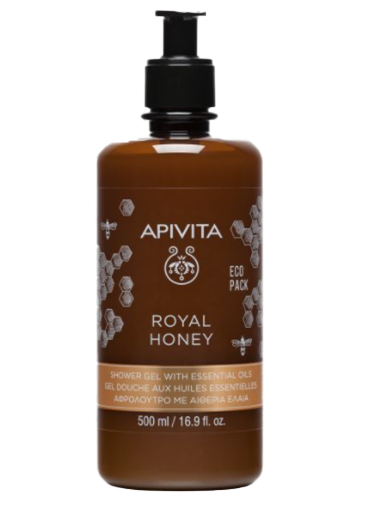 APIVITA
ECO
PACK
ROYAL
HONEY
SHOWER GEL WITH ESSENTIAL OILS
GEL DOUCHE AUX HUILES ESSENTIELLES
ΑΦΡΟΛΟΥΤΡΟ ΜΕ ΑΙΘΕΡΙΑ ΕΛΑΙΑ
500 ml / 16.9 fl. oz.